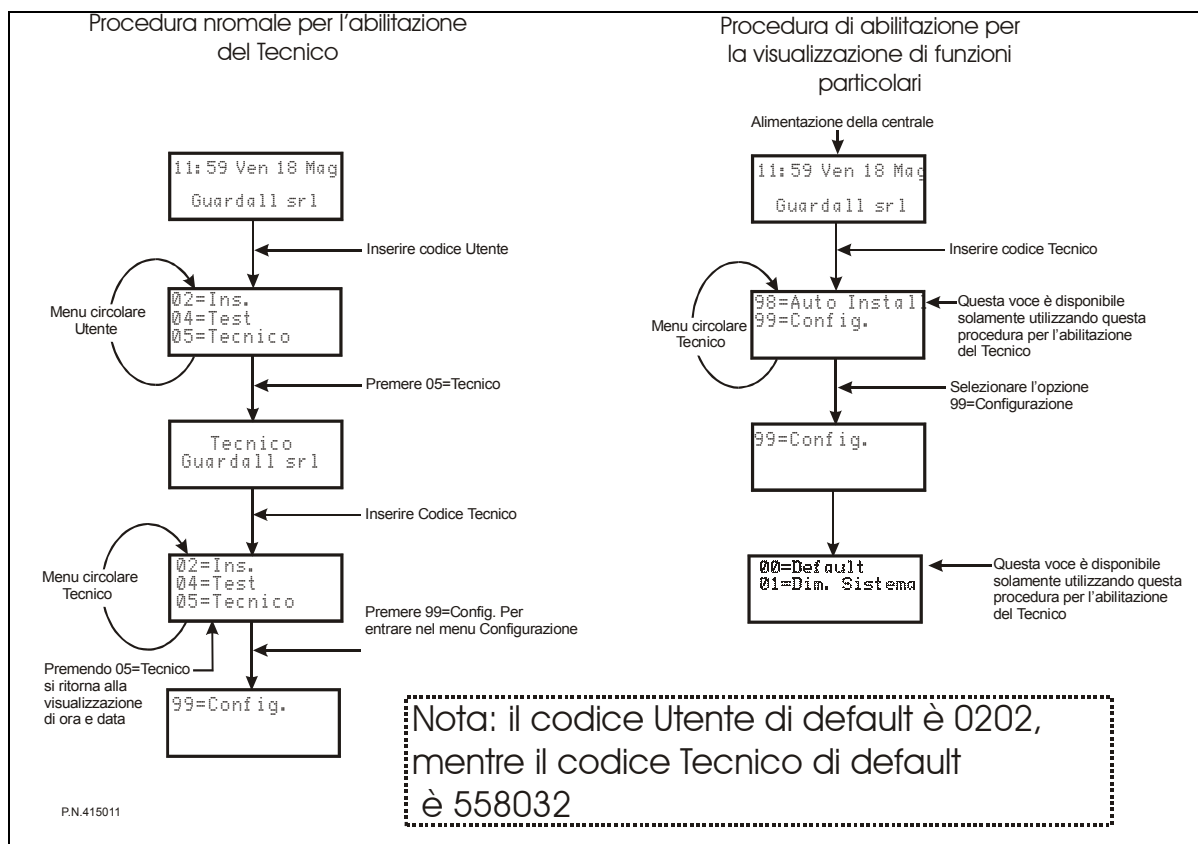 Procedura nromale per l'abilitazione
del Tecnico
11:59 Ven 18 Mag
Guardall srl
Inserire codice Utente
Menu circolare
Utente
02=Ins.
04=Test
05=Tecnico
Premere 05=Tecnico
Tecnico
Guardall srl
Inserire Codice Tecnico
Menu circolare
Tecnico
02=Ins.
04=Test
05=Tecnico
Premere 99=Config. Per
entrare nel menu Configurazione
Premendo 05=Tecnico
si ritorna alla
visualizzazione
di ora e data
99=Config.
P.N.415011
Procedura di abilitazione per
la visualizzazione di funzioni
particolari
Alimentazione della centrale
11:59 Ven 18 Mag
Guardall srl
Inserire codice Tecnico
Menu circolare
Tecnico
98=Auto Install
99=Config.
Questa voce è disponibile
solamente utilizzando questa
procedura per l'abilitazione
del Tecnico
Selezionare l'opzione
99=Configurazione
99=Config.
00=Default
01=Dim. Sistema
Questa voce è disponibile
solamente utilizzando questa
procedura per l'abilitazione
del Tecnico
Nota: il codice Utente di default è 0202,
mentre il codice Tecnico di default
è 558032